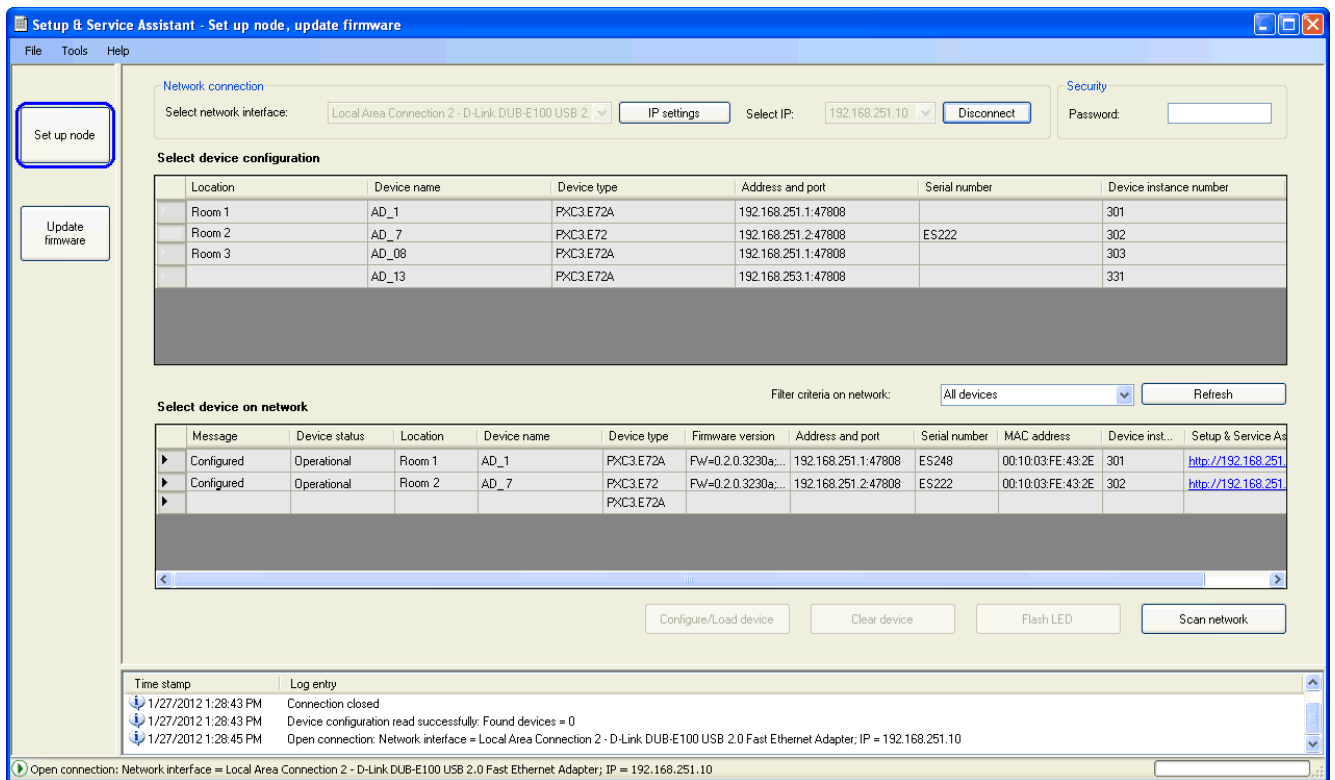 Setup & Service Assistant - Set up node, update firmware
File Tools Help
Network connection
Security
Select network interface: Local Area Connection 2 - D-Link DUB-E100 USB 2. IP settings Select IP: 192.168.251.10 Disconnect Password:
Set up node
Select device configuration
Location Device name Device type Address and port Serial number Device instance number
Room 1 AD_1 PXC3.E72A 192.168.251.1:47808 301
Room 2 AD_7 PXC3.E72 192.168.251.2:47808 ES222 302
Room 3 AD_08 PXC3.E72A 192.168.251.1:47808 303
AD_13 PXC3.E72A 192.168.253.1:47808 331
Update
firmware
Filter criteria on network: All devices Refresh
Select device on network
Message Device status Location Device name Device type Firmware version Address and port Serial number MAC address Device inst... Setup & Service As
Configured Operational Room 1 AD_1 PXC3.E72A FW=0.2.0.3230a;... 192.168.251.1:47808 ES248 00:10:03:FE:43:2E 301 http://192.168.251.
Configured Operational Room 2 AD_7 PXC3.E72 FW=0.2.0.3230a;... 192.168.251.2:47808 ES222 00:10:03:FE:43:2E 302 http://192.168.251.
PXC3.E72A
Configure/Load device Clear device Flash LED Scan network
Time stamp Log entry
1/27/2012 1:28:43 PM Connection closed
1/27/2012 1:28:43 PM Device configuration read successfully: Found devices = 0
1/27/2012 1:28:45 PM Open connection: Network interface = Local Area Connection 2 - D-Link DUB-E100 USB 2.0 Fast Ethernet Adapter; IP = 192.168.251.10
Open connection: Network interface = Local Area Connection 2 - D-Link DUB-E100 USB 2.0 Fast Ethernet Adapter; IP = 192.168.251.10